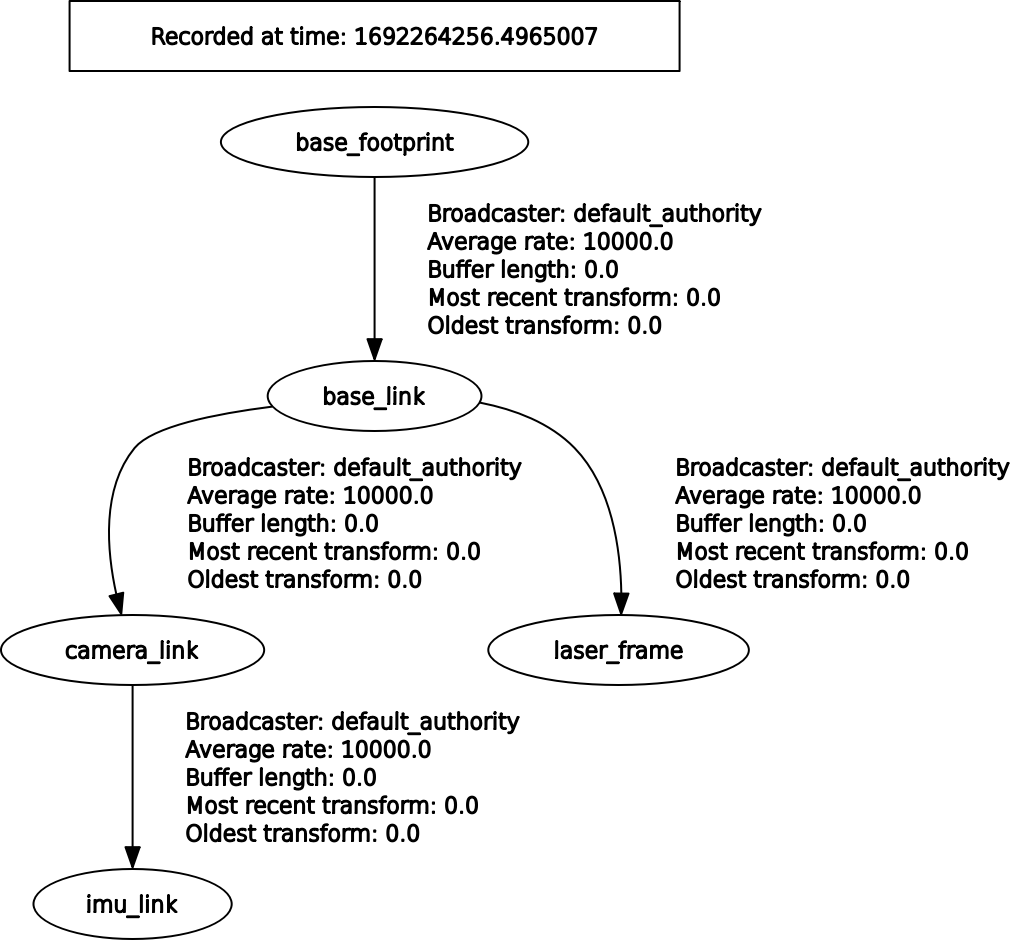 Recorded at time: 1692264256.4965007
base_footprint
Broadcaster: default_authority
Average rate: 10000.0
Buffer length: 0.0
Most recent transform: 0.0
Oldest transform: 0.0
base_link
Broadcaster: default_authority
Average rate: 10000.0
Buffer length: 0.0
Most recent transform: 0.0
Oldest transform: 0.0
Broadcaster: default_authority
Average rate: 10000.0
Buffer length: 0.0
Most recent transform: 0.0
Oldest transform: 0.0
camera_link
laser_frame
Broadcaster: default_authority
Average rate: 10000.0
Buffer length: 0.0
Most recent transform: 0.0
Oldest transform: 0.0
imu_link